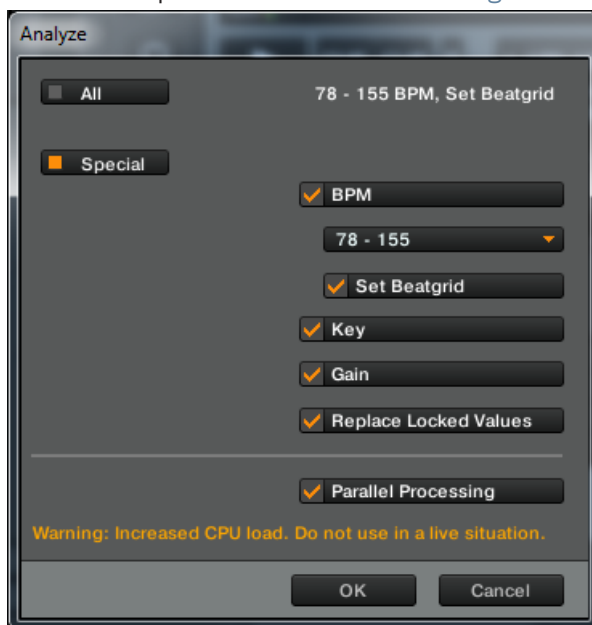 Analyze
All
78 - 155 BPM, Set Beatgrid
Special
BPM
78 - 155
Set Beatgrid
Key
Gain
Replace Locked Values
Parallel Processing
Warning: Increased CPU load. Do not use in a live situation.
OK Cancel